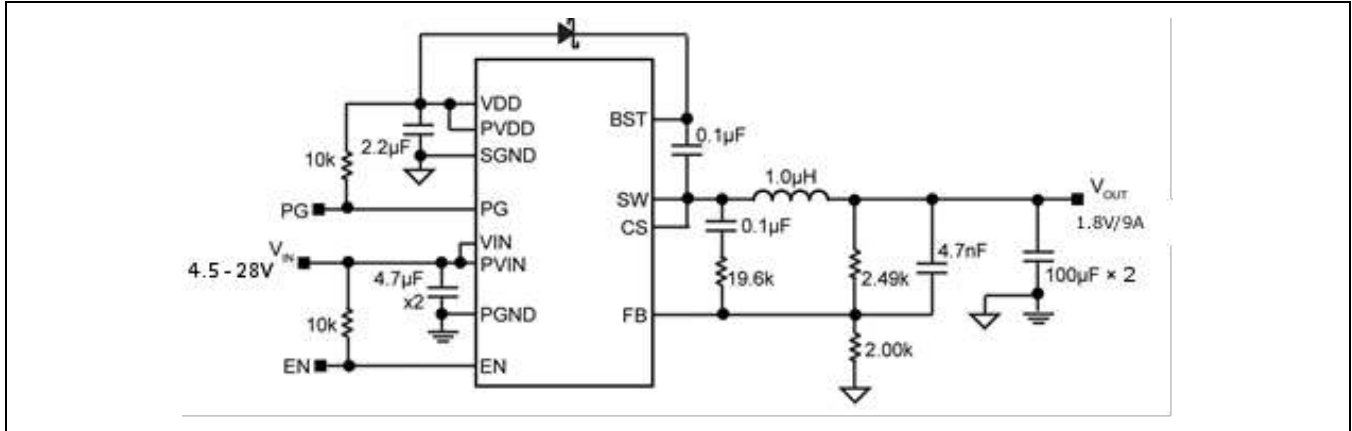 VDD
PVDD
2.2µF
SGND
10k
PG
PG
BST
0.1µF
1.0µH
SW
CS
0.1µF
19.6k
2.49k
4.7nF
100µF × 2
VOUT
1.8V/9A
VIN
4.5-28V
VIN
PVIN
4.7µF
x2
PGND
10k
EN
EN
FB
2.00k